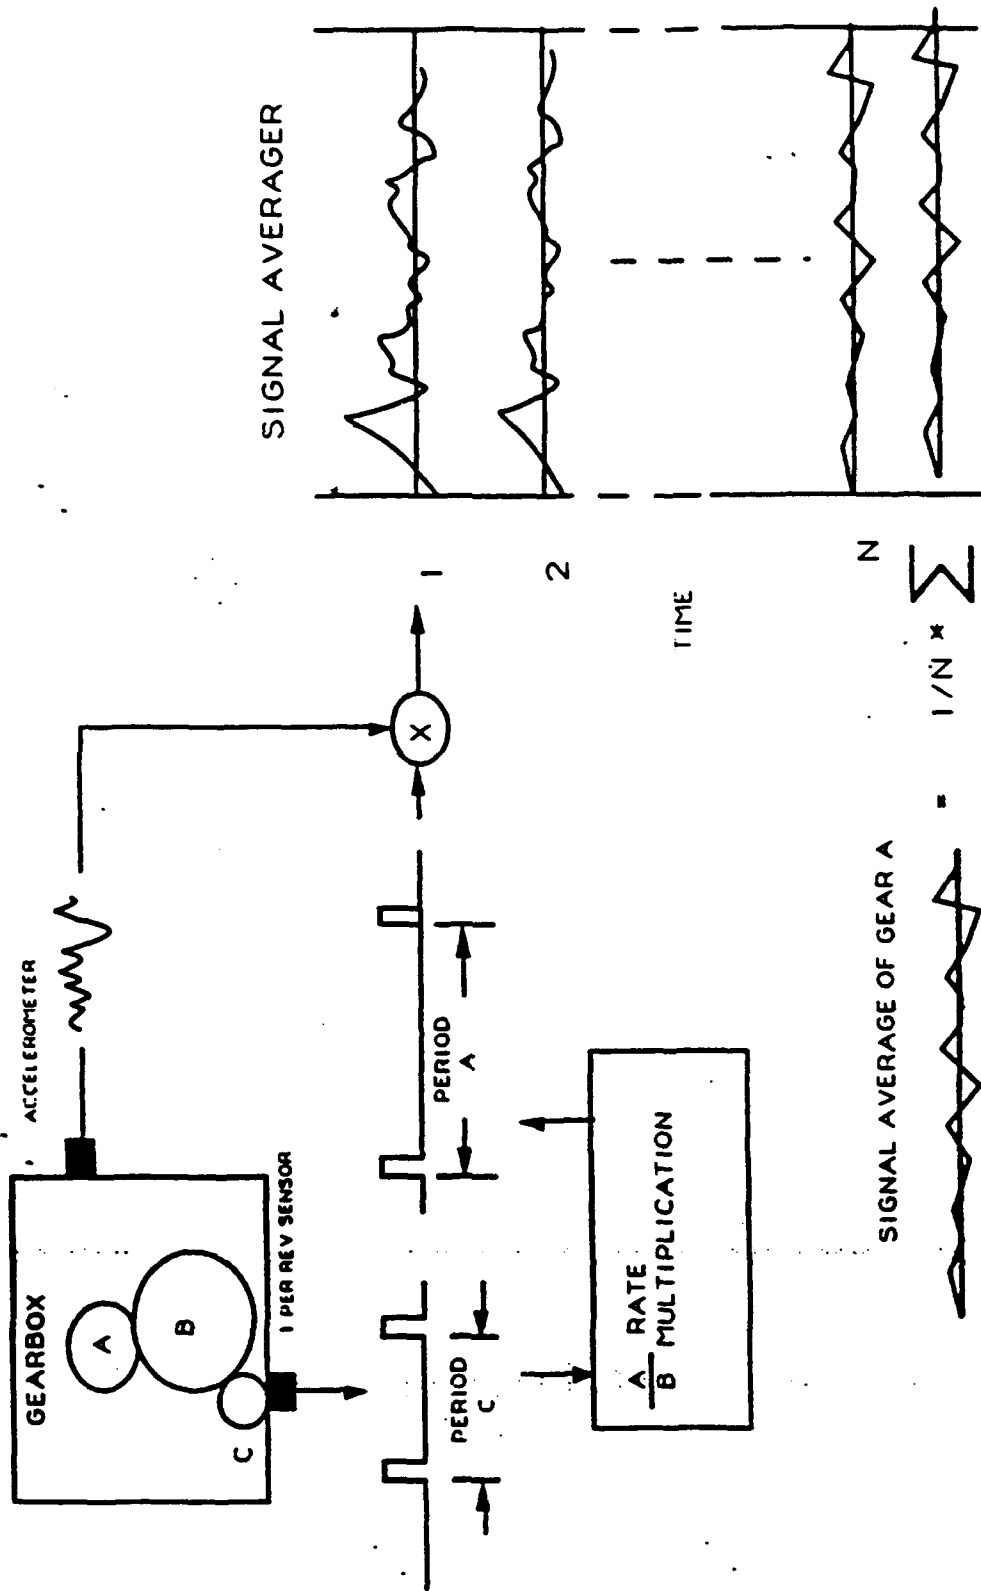 GEARBOX
A
B
C
ACCELEROMETER
1 PER REV SENSOR
PERIOD
C
PERIOD
A
A
B
RATE
MULTIPLICATION
X
SIGNAL AVERAGER
1
2
TIME
N
SIGNAL AVERAGE OF GEAR A = 1/N * Σ